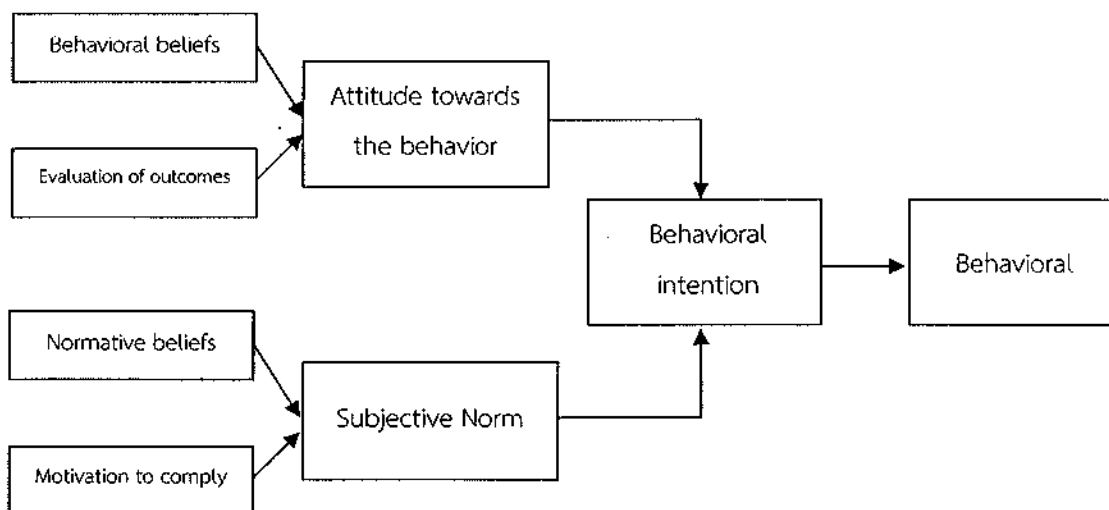 Behavioral beliefs
Evaluation of outcomes
Attitude towards
the behavior
Behavioral
intention
Behavioral
Normative beliefs
Motivation to comply
Subjective Norm